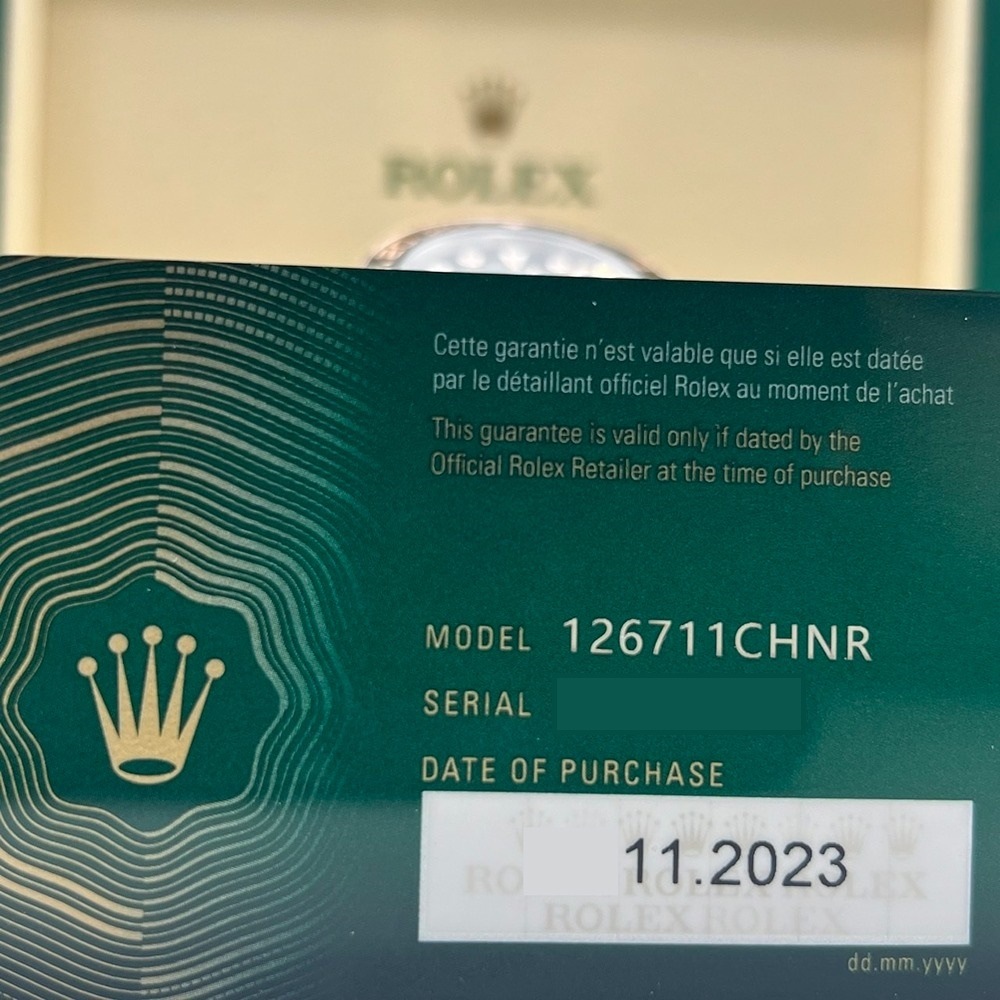 ROLEX
Cette garantie n'est valable que si elle est datée
par le détaillant officiel Rolex au moment de l'achat
This guarantee is valid only if dated by the
Official Rolex Retailer at the time of purchase
MODEL 126711CHNR
SERIAL
DATE OF PURCHASE
11.2023
ROLEX ROLEX
dd.mm.yyyy